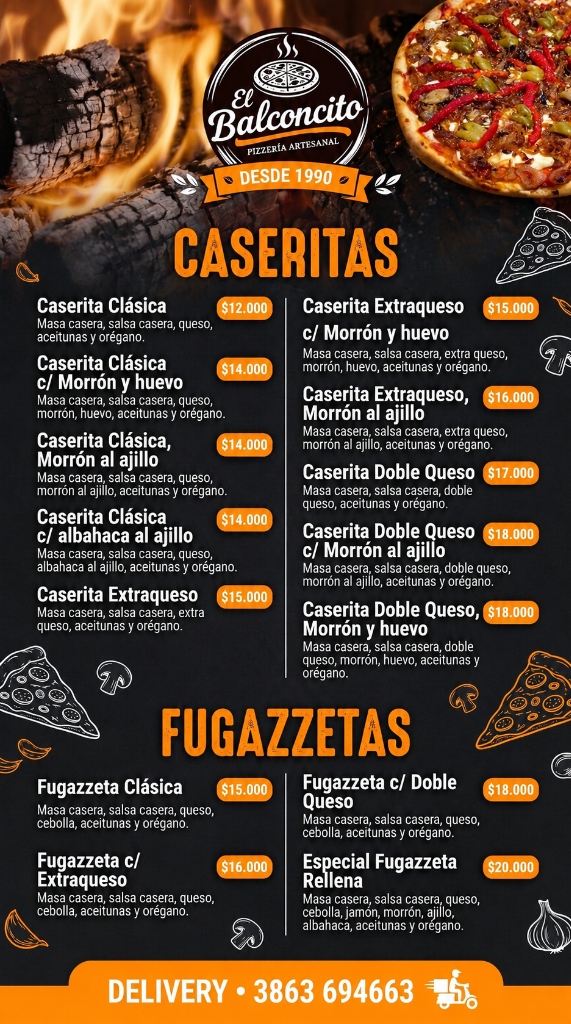 El
Balconcito
PIZZERÍA ARTESANAL
DESDE 1990
CASERITAS
Caserita Clásica $12.000
Masa casera, salsa casera, queso,
aceitunas y orégano.
Caserita Clásica
c/ Morrón y huevo $14.000
Masa casera, salsa casera, queso,
morrón, huevo, aceitunas y orégano.
Caserita Clásica,
Morrón al ajillo $14.000
Masa casera, salsa casera, queso,
morrón al ajillo, aceitunas y orégano.
Caserita Clásica
c/ albahaca al ajillo $14.000
Masa casera, salsa casera, queso,
albahaca al ajillo, aceitunas y orégano.
Caserita Extraqueso $15.000
Masa casera, salsa casera, extra
queso, aceitunas y orégano.
Caserita Extraqueso $15.000
c/ Morrón y huevo
Masa casera, salsa casera, extra queso,
morrón, huevo, aceitunas y orégano.
Caserita Extraqueso, $16.000
Morrón al ajillo
Masa casera, salsa casera, extra queso,
morrón al ajillo, aceitunas y orégano.
Caserita Doble Queso $17.000
Masa casera, salsa casera, doble
queso, aceitunas y orégano.
Caserita Doble Queso $18.000
c/ Morrón al ajillo
Masa casera, salsa casera, doble queso,
morrón al ajillo, aceitunas y orégano.
Caserita Doble Queso, $18.000
Morrón y huevo
Masa casera, salsa casera, doble
queso, morrón, huevo, aceitunas y
orégano.
FUGAZZETAS
Fugazzeta Clásica $15.000
Masa casera, salsa casera, queso,
cebolla, aceitunas y orégano.
Fugazzeta c/
Extraqueso $16.000
Masa casera, salsa casera, queso,
cebolla, aceitunas y orégano.
Fugazzeta c/ Doble
Queso $18.000
Masa casera, salsa casera, queso,
cebolla, aceitunas y orégano.
Especial Fugazzeta
Rellena $20.000
Masa casera, salsa casera, queso,
cebolla, jamón, morrón, ajillo,
albahaca, aceitunas y orégano.
DELIVERY • 3863 694663